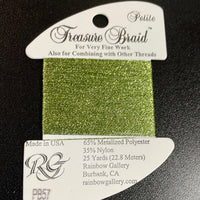 Petite
Treasure Braid
For Very Fine Work
Also for Combining with Other Threads
Made in USA
RG
PB57
65% Metalized Polyester
35% Nylon
25 Yards (22.8 Meters)
Rainbow Gallery
Burbank, CA
rainbowgallery.com